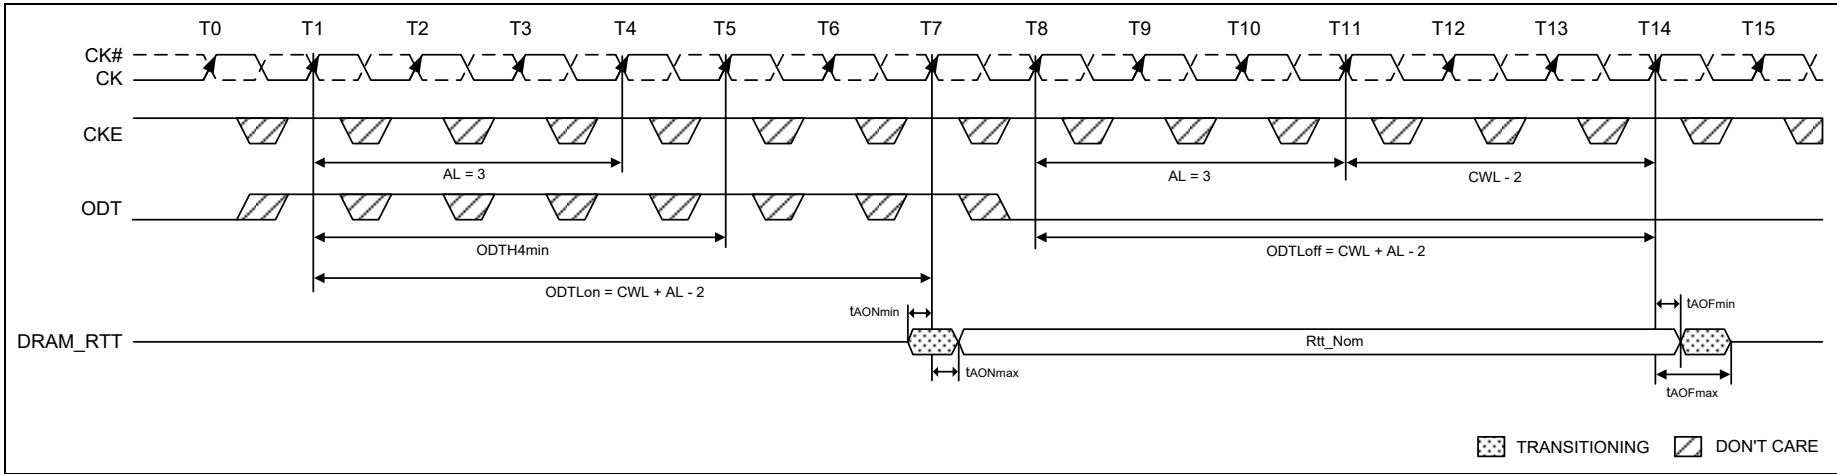 T0 T1 T2 T3 T4 T5 T6 T7 T8 T9 T10 T11 T12 T13 T14 T15
CK#
CK
CKE
AL = 3 AL = 3 CWL - 2
ODT
ODTH4min ODTLoff = CWL + AL - 2
ODTLon = CWL + AL - 2
tAONmin tAOFmin
DRAM_RTT Rtt_Nom
tAONmax
tAOFmax
TRANSITIONING DON'T CARE